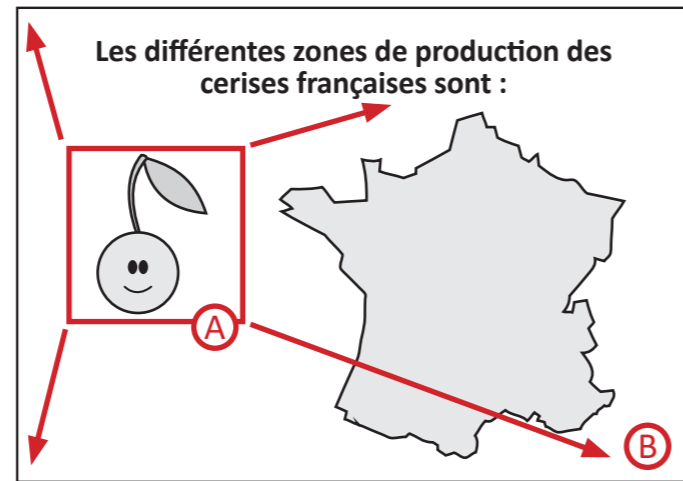 Les différentes zones de production des
cerises françaises sont :
A
B